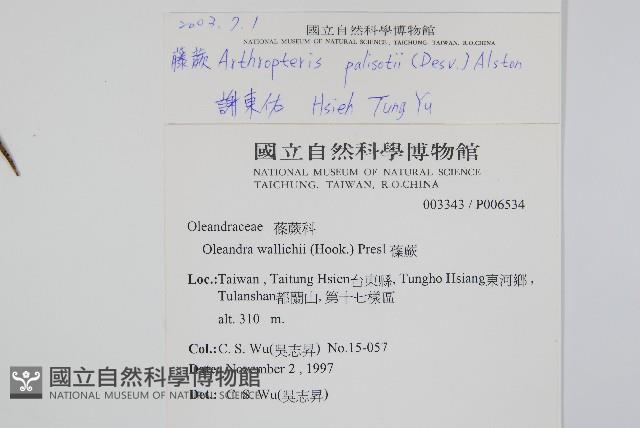 2003.7.1
國立自然科學博物館
NATIONAL MUSEUM OF NATURAL SCIENCE, TAICHUNG, TAIWAN, R.O.CHINA
藤蕨 Arthropteris palisotii (Desv.) Alston
謝東佑 Hsieh Tung Yu
國立自然科學博物館
NATIONAL MUSEUM OF NATURAL SCIENCE
TAICHUNG, TAIWAN, R.O.CHINA
003343 / P006534
Oleandraceae 蓧蕨科
Oleandra wallichii (Hook.) Presl 蓧蕨
Loc.:Taiwan , Taitung Hsien台東縣, Tungho Hsiang東河鄉 ,
Tulanshan都蘭山, 第十七樣區
alt. 310 m.
Col.:C. S. Wu(吳志昇) No.15-057
Date: November 2 , 1997
Det.: C. S. Wu(吳志昇)
國立自然科學博物館
NATIONAL MUSEUM OF NATURAL SCIENCE